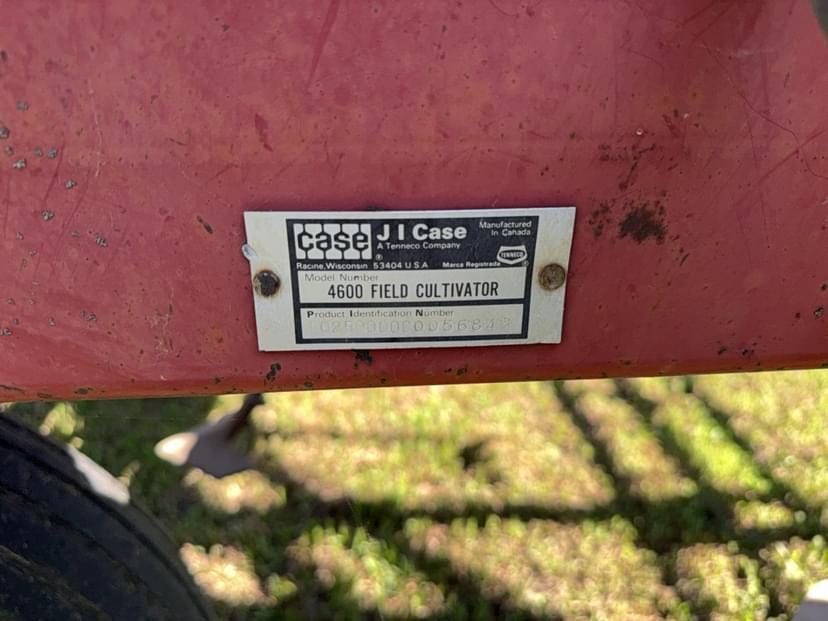 case J I Case
A Tenneco Company
Manufactured
In Canada
TENNECO
Racine, Wisconsin 53404 U S A Marca Registrada ®
Model Number
4600 FIELD CULTIVATOR
Product Identification Number